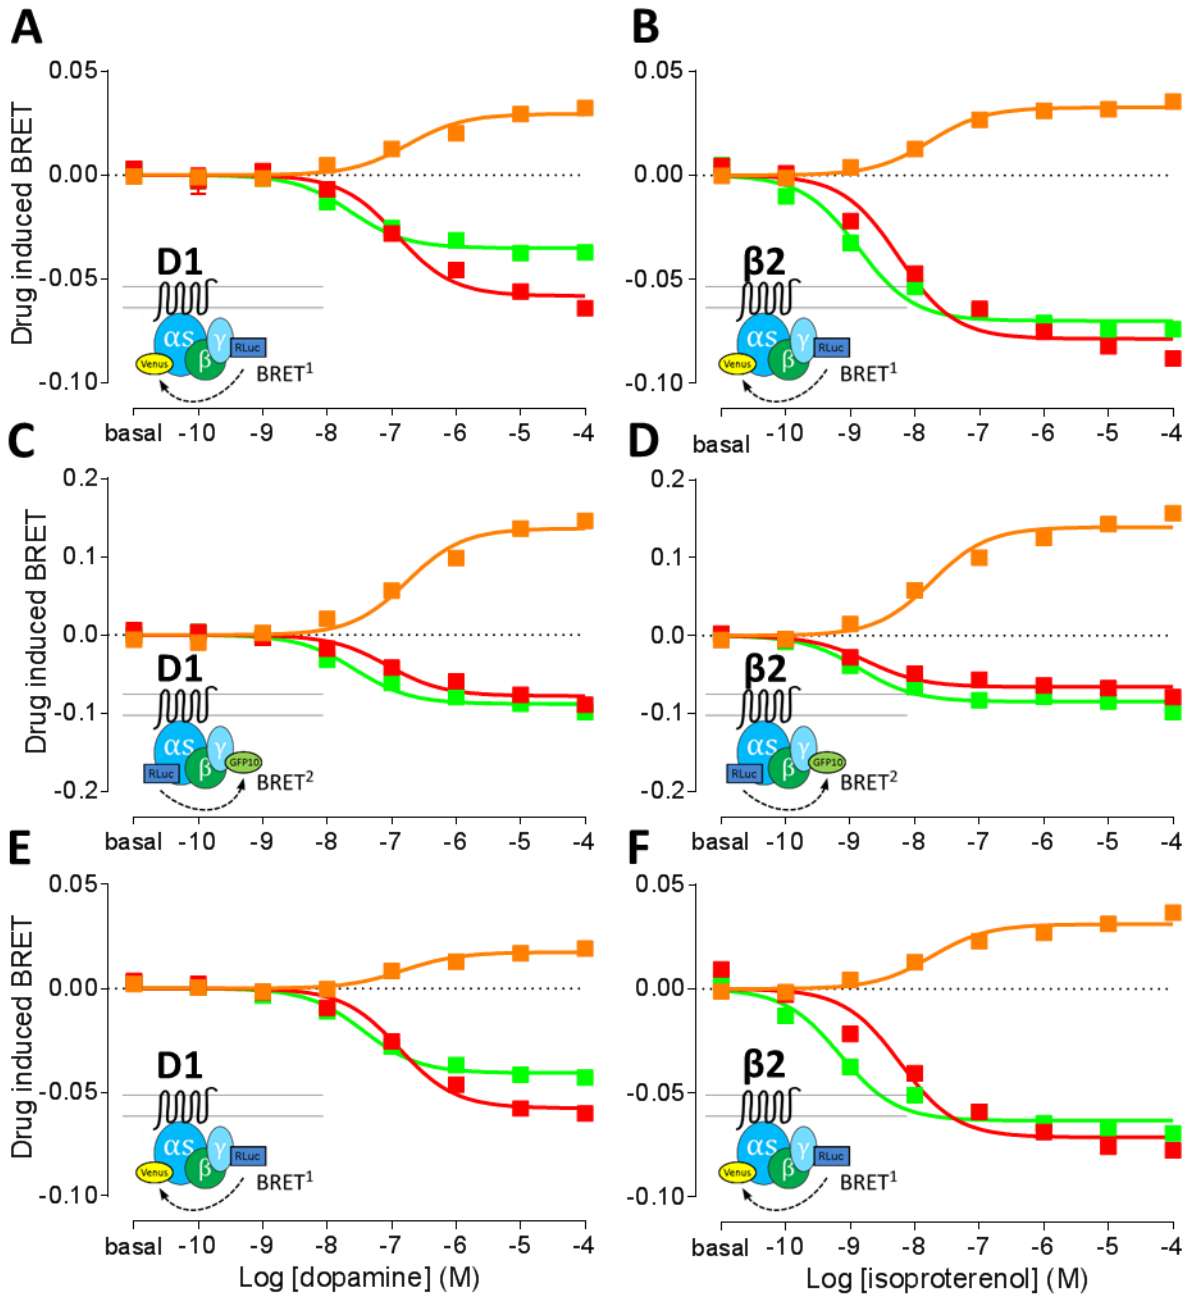 A
B
Drug induced BRET
0.05
0.00
-0.05
-0.10
D1
αs
β
γ
Venus
RLuc
BRET1
basal -10 -9 -8 -7 -6 -5 -4
0.05
0.00
-0.05
-0.10
β2
αs
β
γ
Venus
RLuc
BRET1
basal -10 -9 -8 -7 -6 -5 -4
C
D
Drug induced BRET
0.2
0.1
0.0
-0.1
-0.2
D1
αs
β
γ
RLuc
GFP10
BRET2
basal -10 -9 -8 -7 -6 -5 -4
0.2
0.1
0.0
-0.1
-0.2
β2
αs
β
γ
RLuc
GFP10
BRET2
basal -10 -9 -8 -7 -6 -5 -4
E
F
Drug induced BRET
0.05
0.00
-0.05
-0.10
D1
αs
β
γ
Venus
RLuc
BRET1
basal -10 -9 -8 -7 -6 -5 -4
Log [dopamine] (M)
0.05
0.00
-0.05
-0.10
β2
αs
β
γ
Venus
RLuc
BRET1
basal -10 -9 -8 -7 -6 -5 -4
Log [isoproterenol] (M)